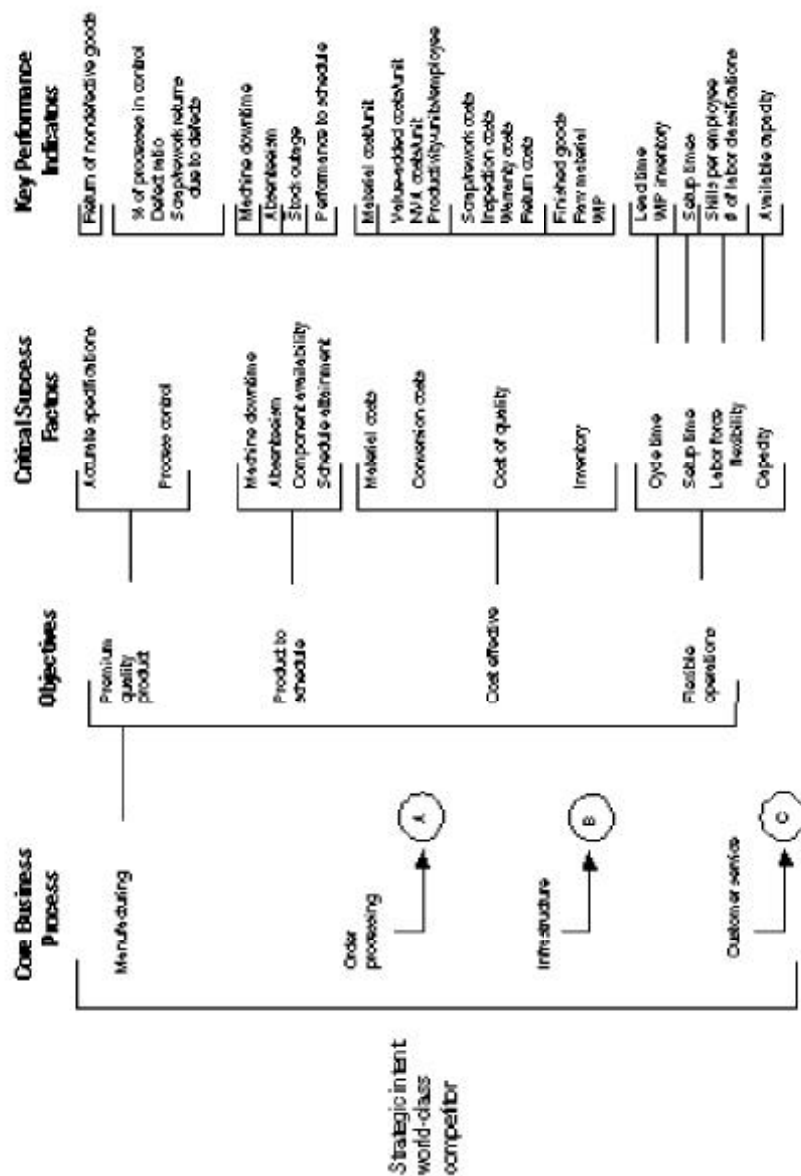 Core Business
Process
Objectives
Critical Success
Factors
Key Performance
Indicators
Strategic intent
world-class
competitor
Manufacturing
Order
processing
A
Infrastructure
B
Customer service
C
Premium
quality
product
Product to
schedule
Cost effective
Flexible
operations
Accurate specifications
Process control
Machine downtime
Absenteeism
Component availability
Schedule attainment
Material costs
Conversion costs
Cost of quality
Inventory
Cycle time
Setup time
Labor force
flexibility
Capacity
Return of nondefective goods
% of processes in control
Defect ratio
Scrap/rework returns
due to defects
Machine downtime
Absenteeism
Stock outage
Performance to schedule
Material cost/unit
Value-added costs/unit
NVA costs/unit
Productivity-units/employee
Scrap/rework costs
Inspection costs
Warranty costs
Return costs
Finished goods
Raw material
WIP
Lead time
WIP inventory
Setup times
Skills per employee
# of labor classifications
Available capacity